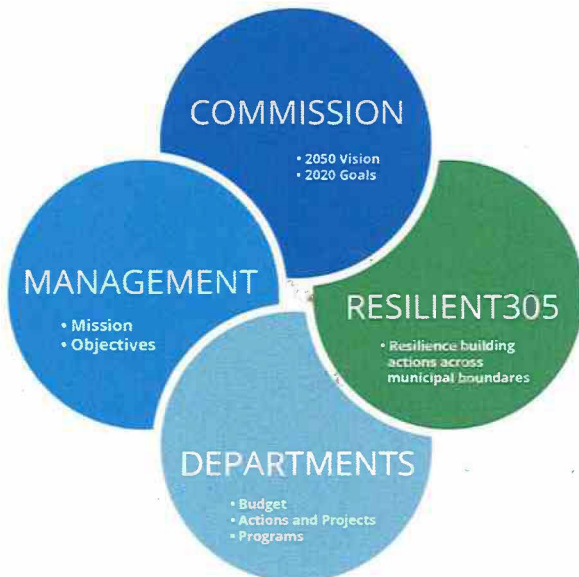 COMMISSION
• 2050 Vision
• 2020 Goals
MANAGEMENT
• Mission
• Objectives
RESILIENT305
• Resilience building
actions across
municipal boundares
DEPARTMENTS
• Budget
• Actions and Projects
• Programs